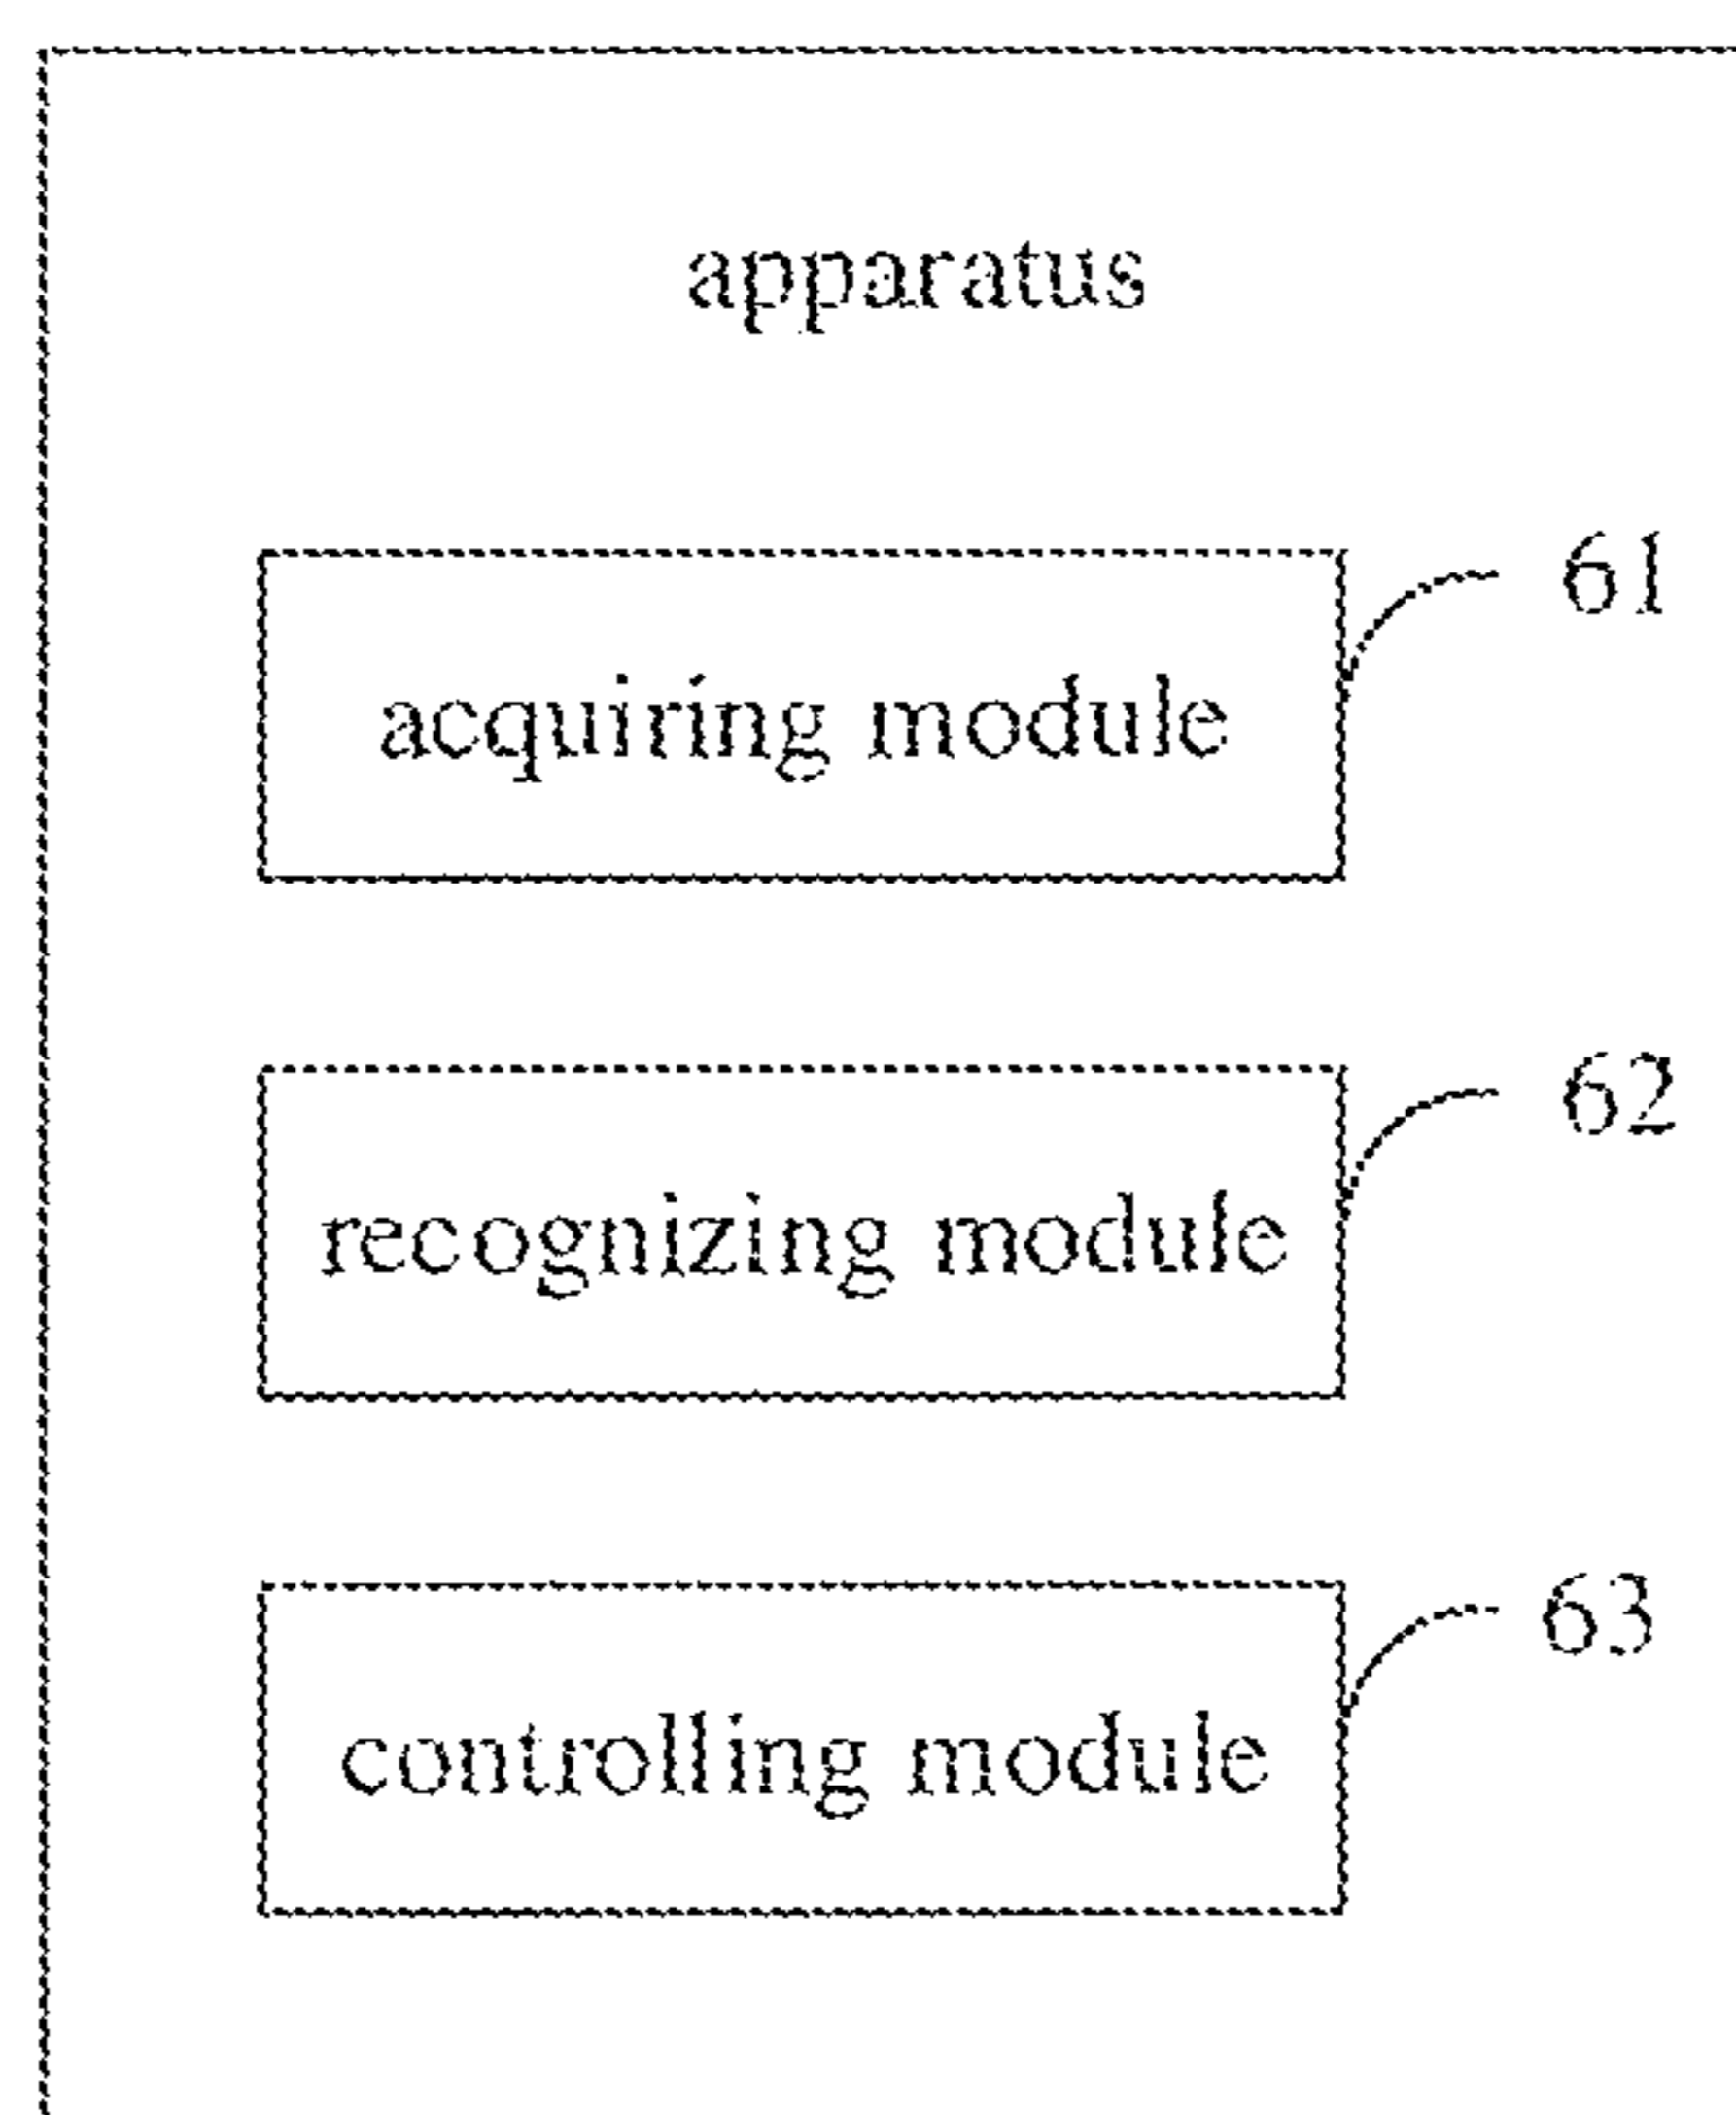 apparatus
61
acquiring module
62
recognizing module
63
controlling module